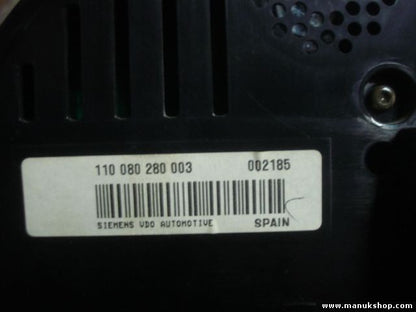 110 080 280 003 002185
SIEMENS VDO AUTOMOTIVE SPAIN
www.manukshop.com